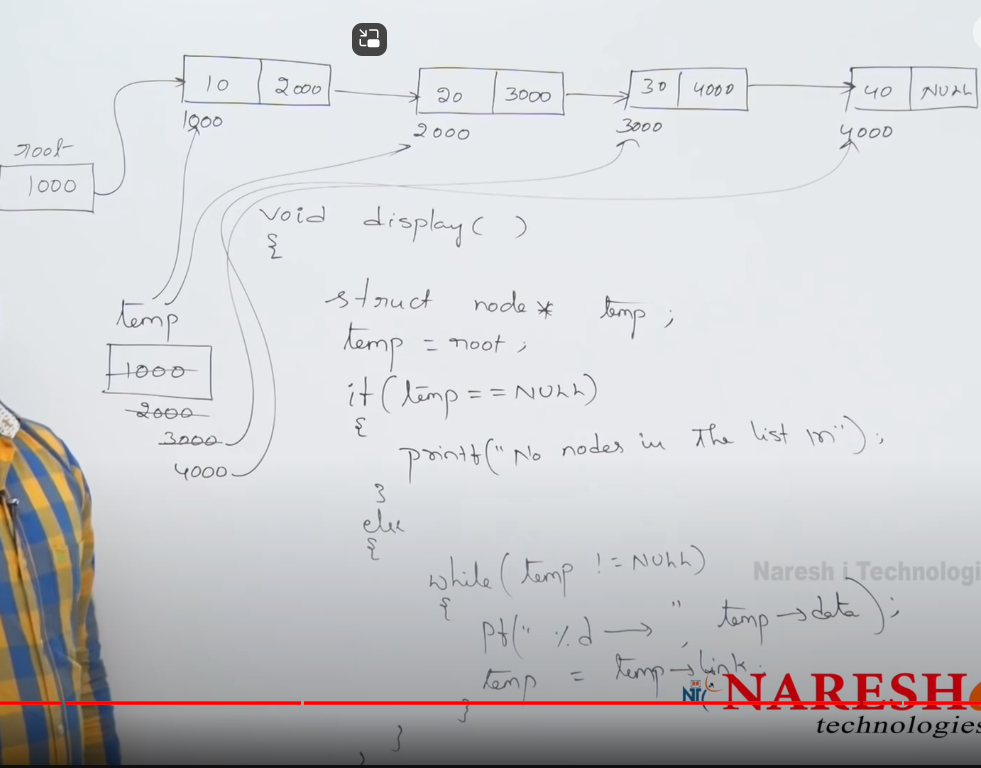 10 2000
20 3000
30 4000
40 NULL
1000
2000
3000
4000
root
1000
void display( )
{
struct node* temp ;
temp = root ;
if(temp==NULL)
{
printf("No nodes in the list \n");
}
else
{
while(temp !=NULL)
{
pf(" %d→ ", temp→data);
temp = temp→link;
}
}
}
temp
1000
2000
3000
4000
Naresh i Technologi
NARESH
technologies